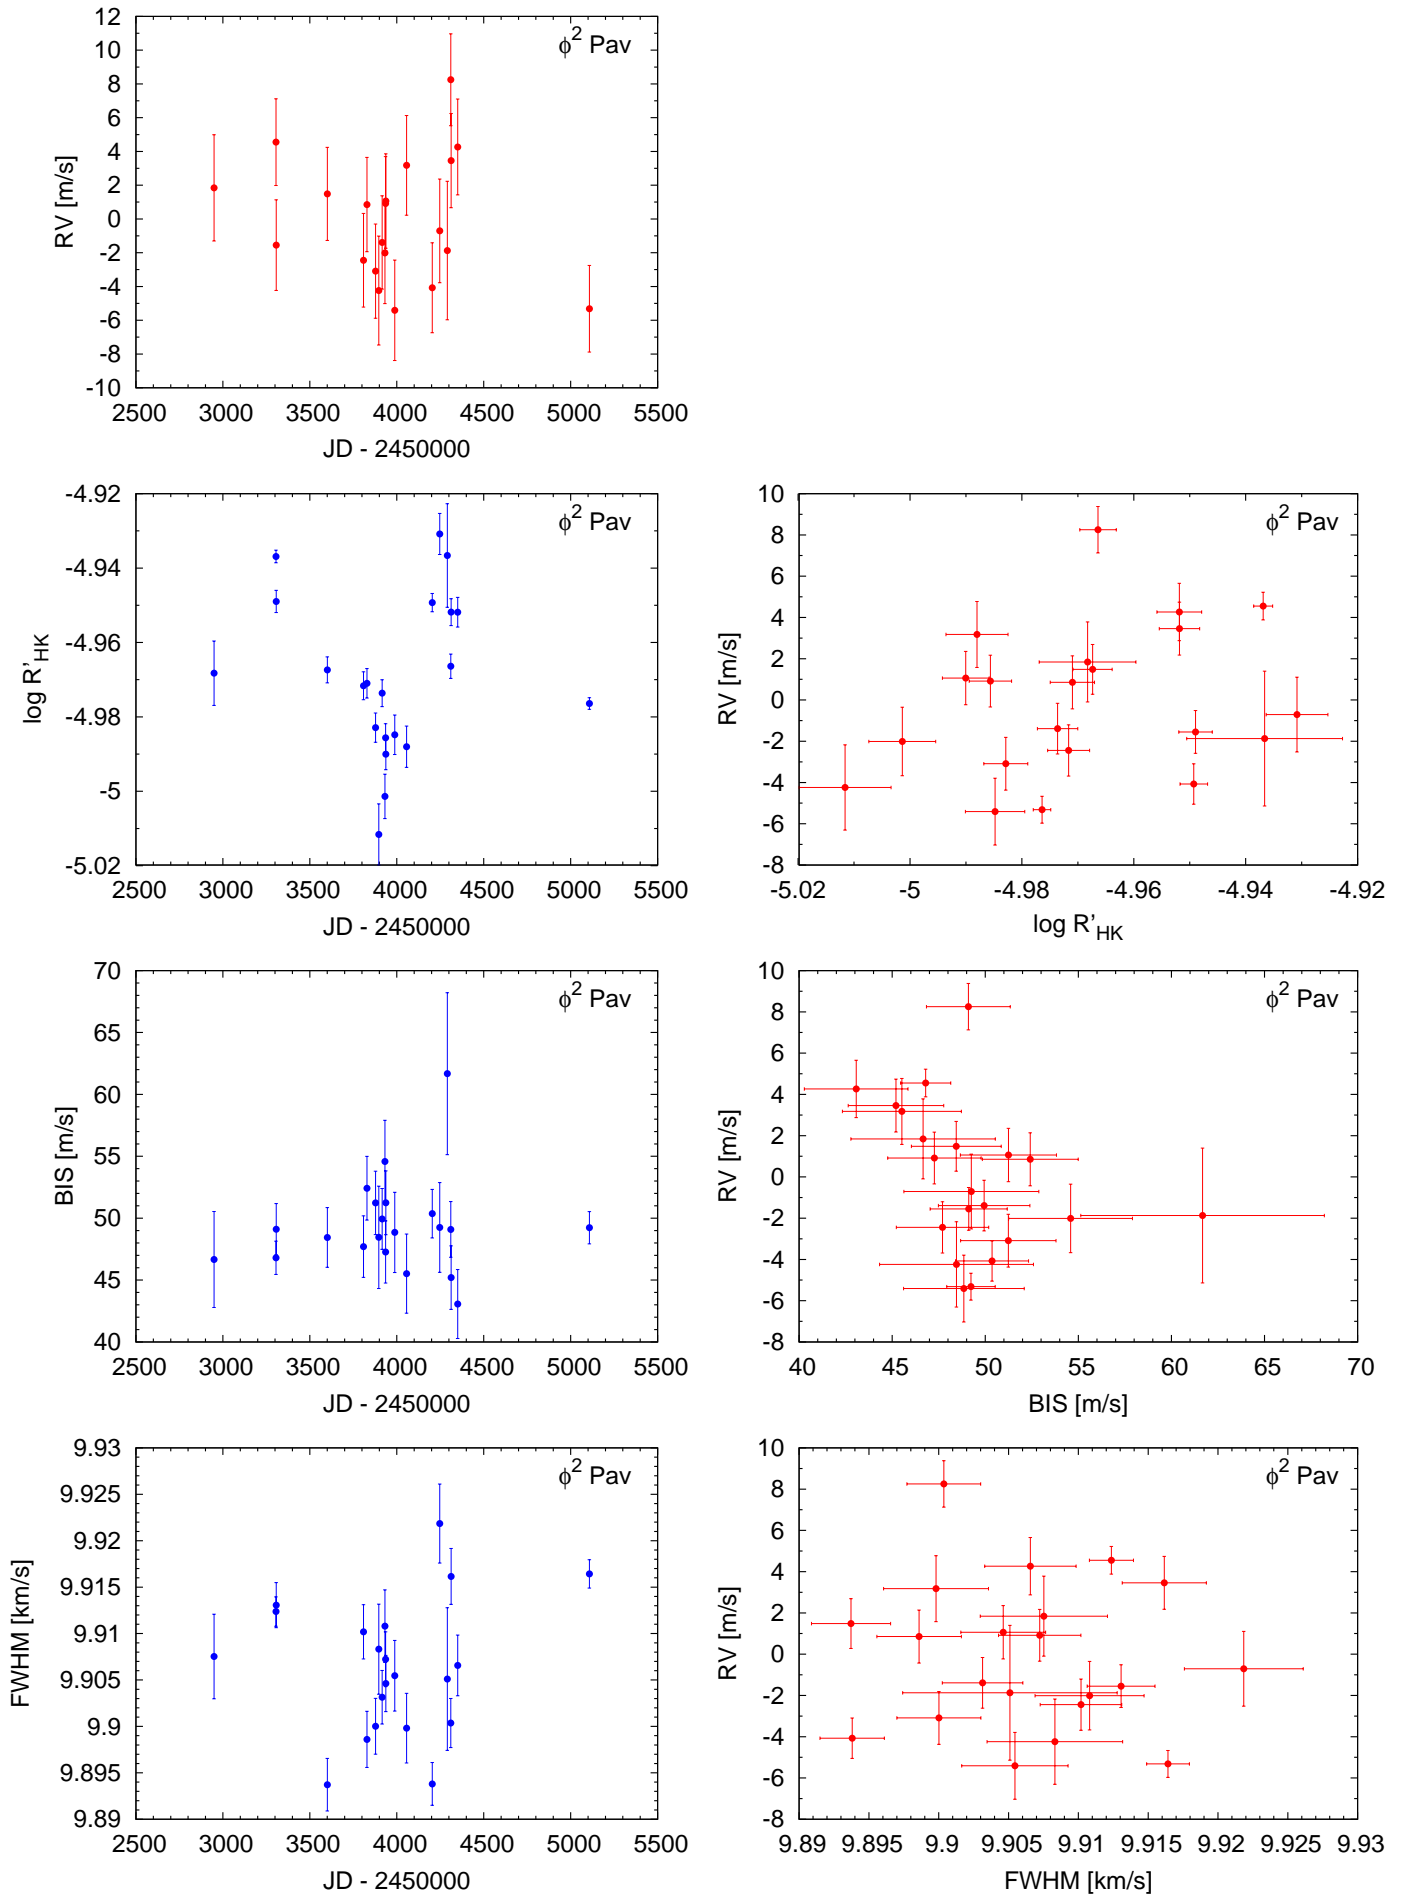 12
10
8
6
4
2
0
-2
-4
-6
-8
-10
RV [m/s]
φ² Pav
2500 3000 3500 4000 4500 5000 5500
JD - 2450000
-4.92
-4.94
-4.96
-4.98
-5
-5.02
log R'HK
φ² Pav
2500 3000 3500 4000 4500 5000 5500
JD - 2450000
10
8
6
4
2
0
-2
-4
-6
-8
RV [m/s]
φ² Pav
-5.02 -5 -4.98 -4.96 -4.94 -4.92
log R'HK
70
65
60
55
50
45
40
BIS [m/s]
φ² Pav
2500 3000 3500 4000 4500 5000 5500
JD - 2450000
10
8
6
4
2
0
-2
-4
-6
-8
RV [m/s]
φ² Pav
40 45 50 55 60 65 70
BIS [m/s]
9.93
9.925
9.92
9.915
9.91
9.905
9.9
9.895
9.89
FWHM [km/s]
φ² Pav
2500 3000 3500 4000 4500 5000 5500
JD - 2450000
10
8
6
4
2
0
-2
-4
-6
-8
RV [m/s]
φ² Pav
9.89 9.895 9.9 9.905 9.91 9.915 9.92 9.925 9.93
FWHM [km/s]